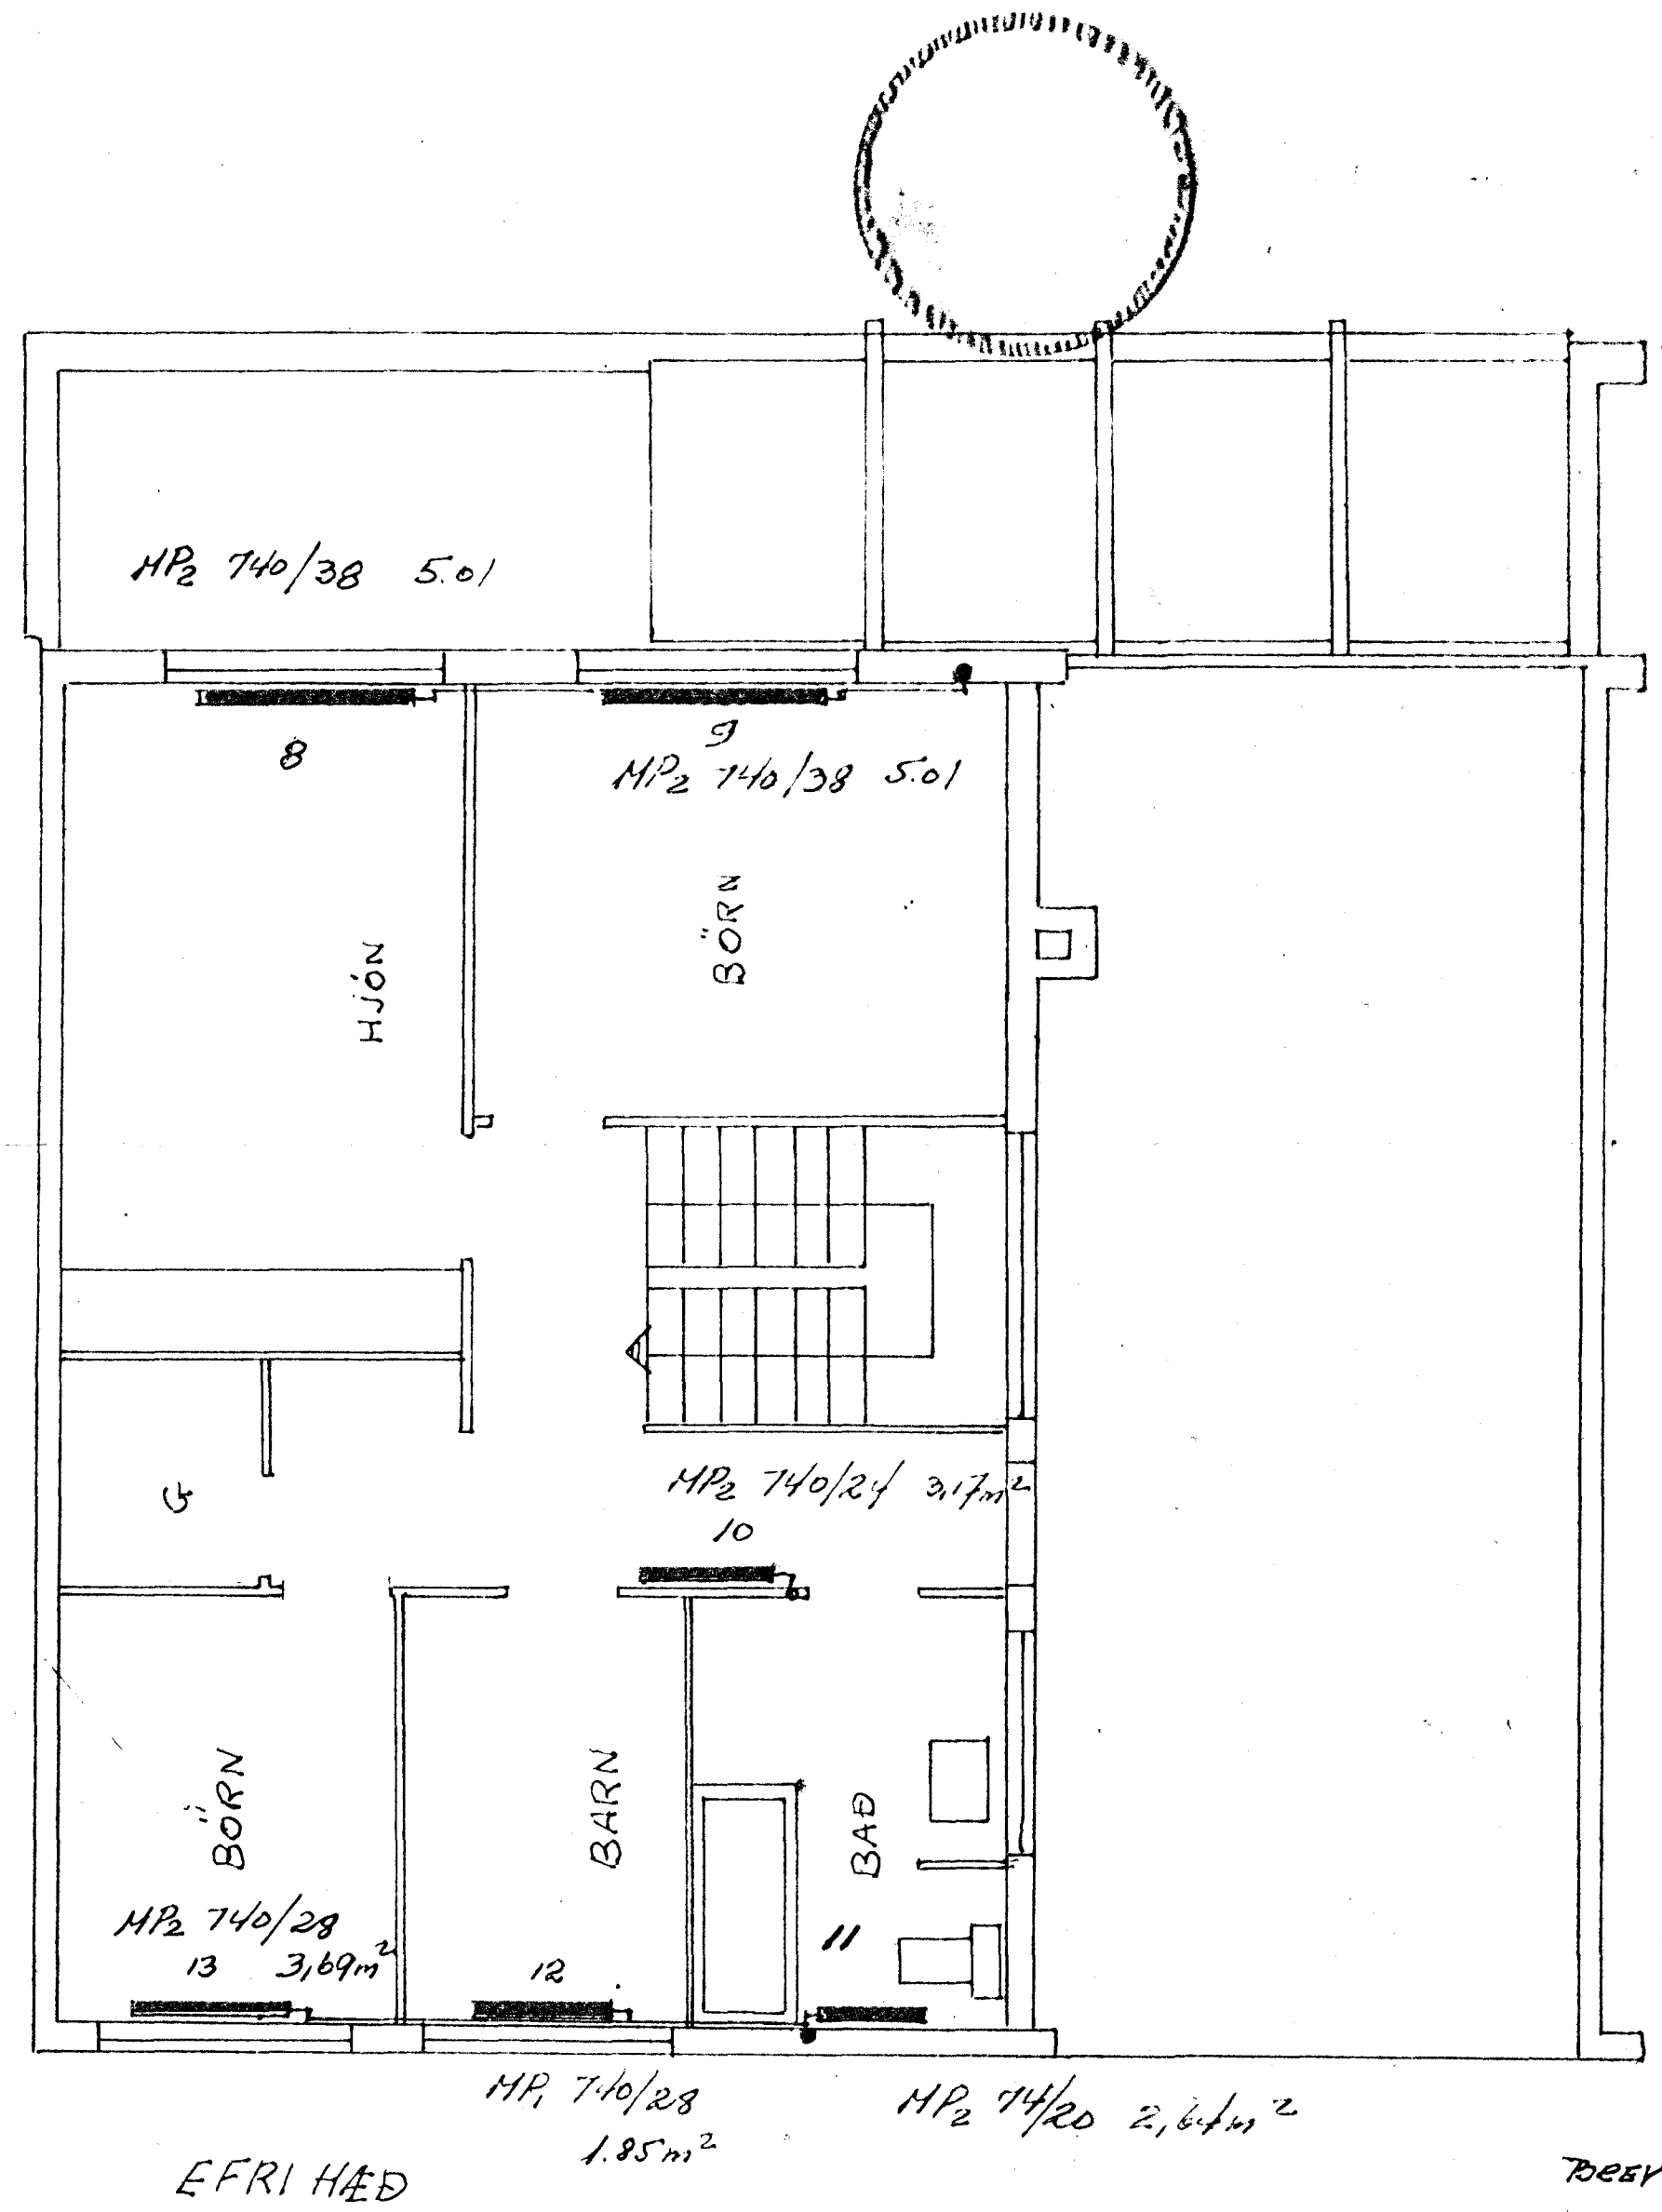 MP2 740/38 5.01
8
9
MP2 740/38 5.01
HJÓN
BÖRN
MP2 740/24 3,17m²
10
G
BÖRN
BARN
BAÐ
MP2 740/28
13 3,69m²
12
11
MP1 740/28
1.85m²
MP2 74/20 2,64m²
EFRI HÆÐ